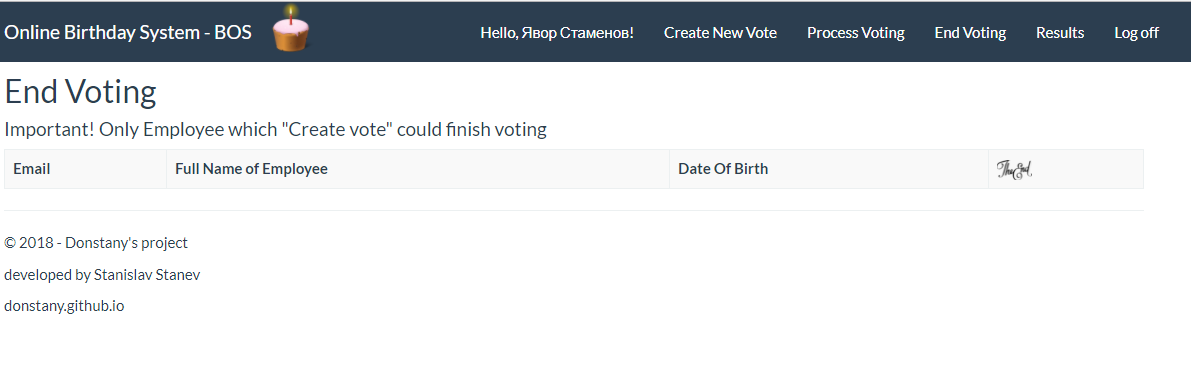 Online Birthday System - BOS Hello, Явор Стаменов! Create New Vote Process Voting End Voting Results Log off
End Voting
Important! Only Employee which "Create vote" could finish voting
Email Full Name of Employee Date Of Birth The End
© 2018 - Donstany's project
developed by Stanislav Stanev
donstany.github.io